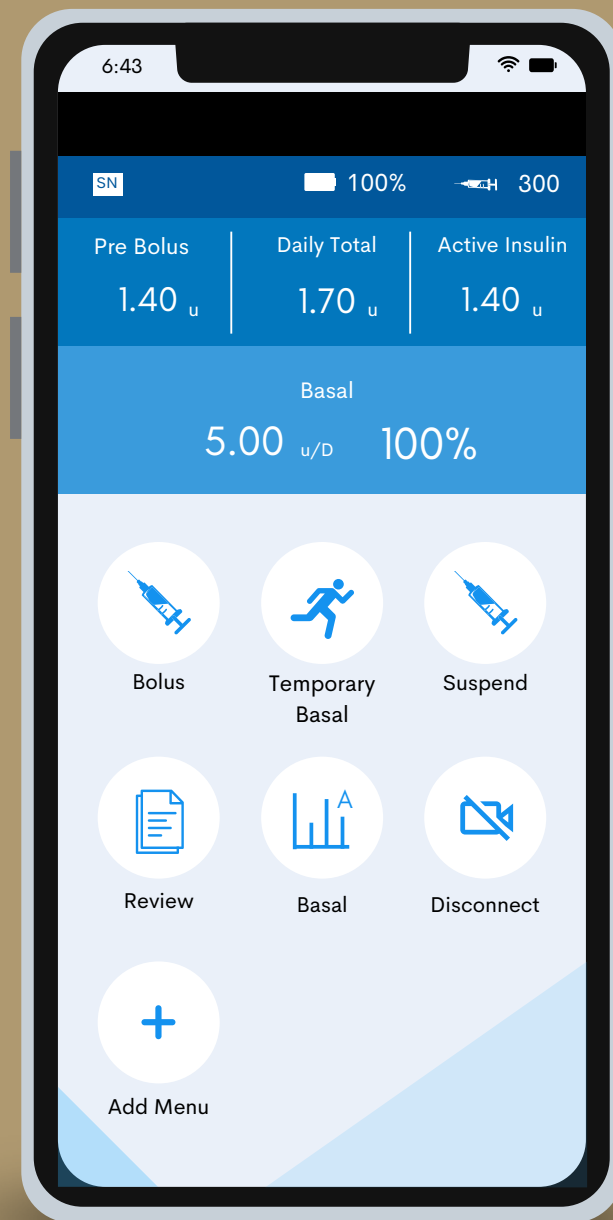 6:43
SN 100% 300
Pre Bolus Daily Total Active Insulin
1.40 u 1.70 u 1.40 u
Basal
5.00 u/D 100%
Bolus Temporary Basal Suspend
Review Basal Disconnect
A
Add Menu